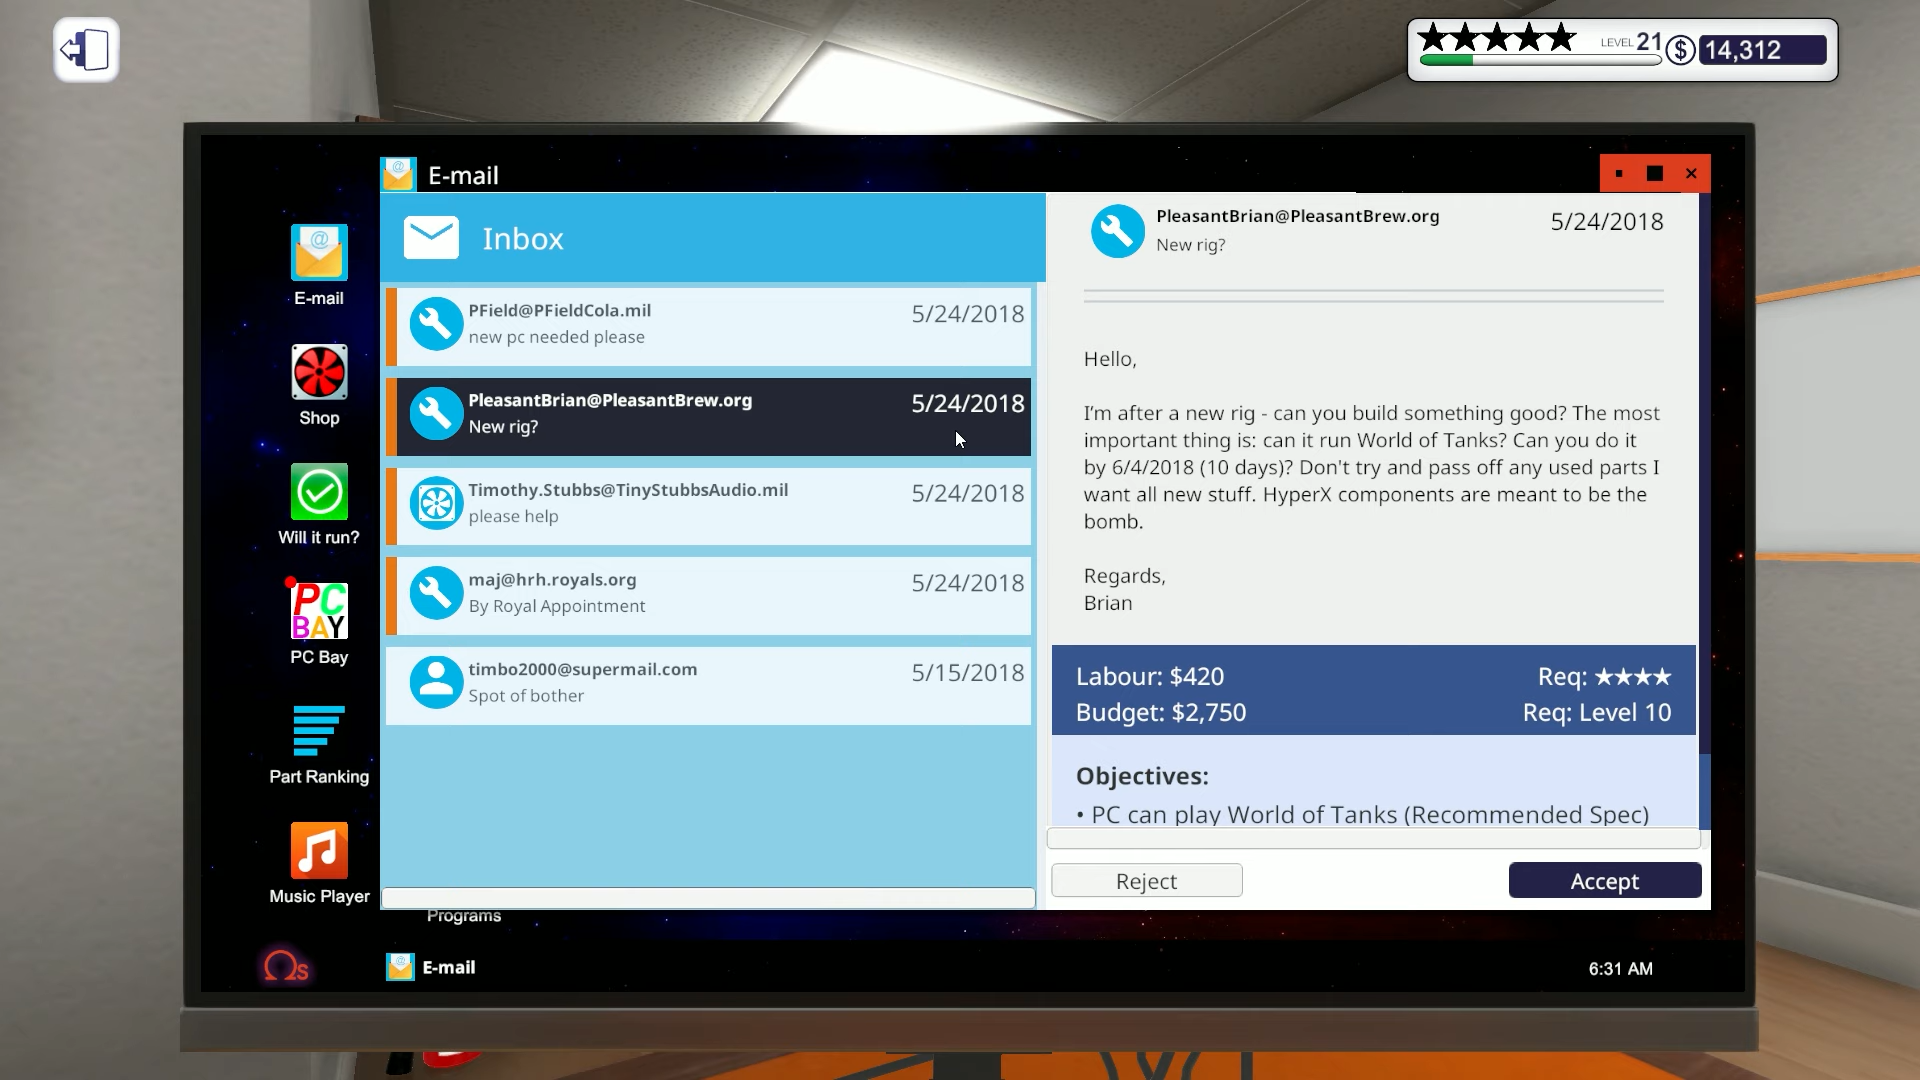 ★★★★★ LEVEL 21 $ 14,312
E-mail
Inbox
PField@PFieldCola.mil 5/24/2018
new pc needed please
PleasantBrian@PleasantBrew.org 5/24/2018
New rig?
Timothy.Stubbs@TinyStubbsAudio.mil 5/24/2018
please help
maj@hrh.royals.org 5/24/2018
By Royal Appointment
timbo2000@supermail.com 5/15/2018
Spot of bother
PleasantBrian@PleasantBrew.org 5/24/2018
New rig?
Hello,
I'm after a new rig - can you build something good? The most
important thing is: can it run World of Tanks? Can you do it
by 6/4/2018 (10 days)? Don't try and pass off any used parts I
want all new stuff. HyperX components are meant to be the
bomb.
Regards,
Brian
Labour: $420 Req: ★★★★
Budget: $2,750 Req: Level 10
Objectives:
• PC can play World of Tanks (Recommended Spec)
Reject Accept
E-mail
Shop
Will it run?
PC
BAY
PC Bay
Part Ranking
Music Player
Programs
Ωs E-mail 6:31 AM